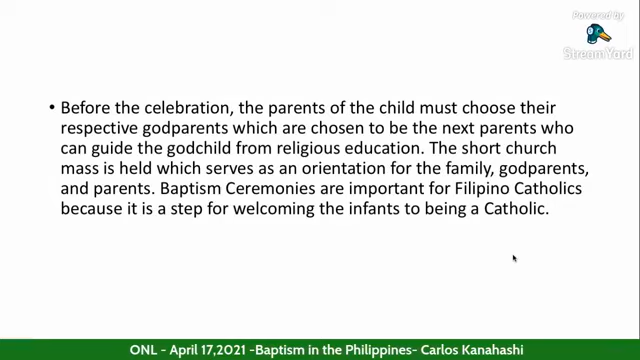 Powered by
StreamYard
• Before the celebration, the parents of the child must choose their
respective godparents which are chosen to be the next parents who
can guide the godchild from religious education. The short church
mass is held which serves as an orientation for the family, godparents,
and parents. Baptism Ceremonies are important for Filipino Catholics
because it is a step for welcoming the infants to being a Catholic.
ONL - April 17,2021 -Baptism in the Philippines- Carlos Kanahashi